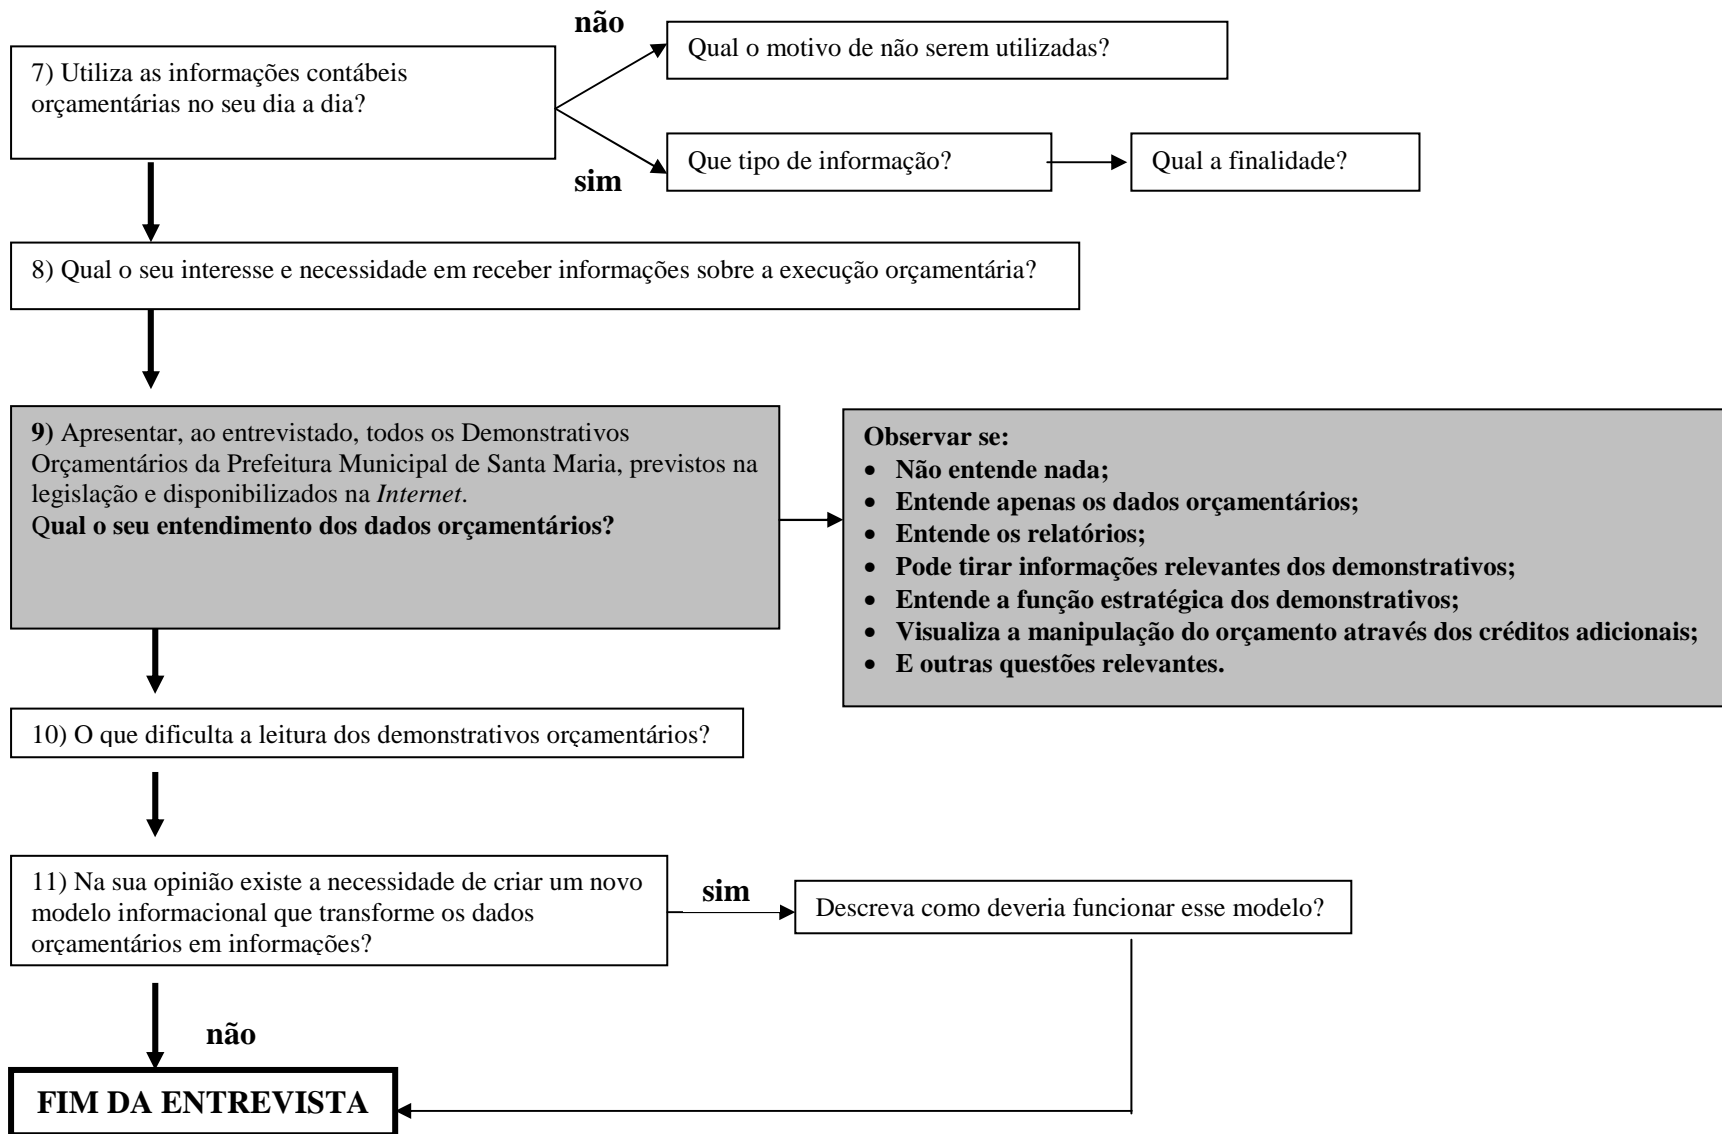 não
Qual o motivo de não serem utilizadas?
7) Utiliza as informações contábeis
orçamentárias no seu dia a dia?
sim
Que tipo de informação?
Qual a finalidade?
8) Qual o seu interesse e necessidade em receber informações sobre a execução orçamentária?
9) Apresentar, ao entrevistado, todos os Demonstrativos
Orçamentários da Prefeitura Municipal de Santa Maria, previstos na
legislação e disponibilizados na Internet.
Qual o seu entendimento dos dados orçamentários?
Observar se:
• Não entende nada;
• Entende apenas os dados orçamentários;
• Entende os relatórios;
• Pode tirar informações relevantes dos demonstrativos;
• Entende a função estratégica dos demonstrativos;
• Visualiza a manipulação do orçamento através dos créditos adicionais;
• E outras questões relevantes.
10) O que dificulta a leitura dos demonstrativos orçamentários?
11) Na sua opinião existe a necessidade de criar um novo
modelo informacional que transforme os dados
orçamentários em informações?
sim
Descreva como deveria funcionar esse modelo?
não
FIM DA ENTREVISTA